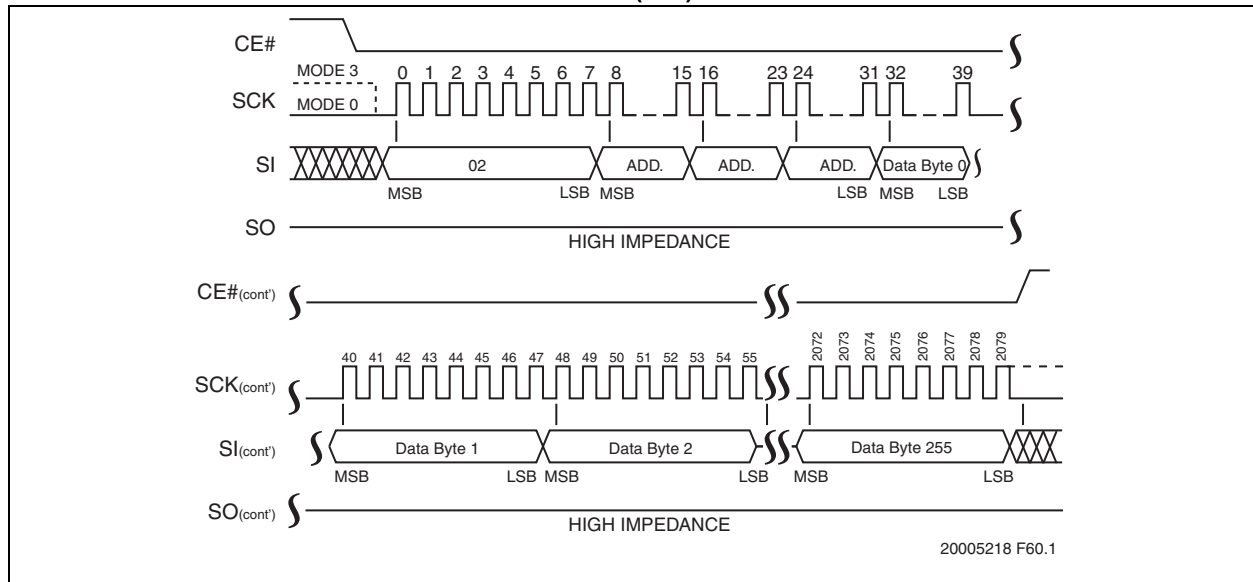 CE#
MODE 3
0 1 2 3 4 5 6 7 8 15 16 23 24 31 32 39
SCK
MODE 0
SI
02 ADD. ADD. ADD. Data Byte 0
MSB LSB MSB LSB MSB LSB
SO
HIGH IMPEDANCE
CE#(cont')
40 41 42 43 44 45 46 47 48 49 50 51 52 53 54 55 2072 2073 2074 2075 2076 2077 2078 2079
SCK(cont')
SI(cont')
Data Byte 1 Data Byte 2 Data Byte 255
MSB LSB MSB LSB MSB LSB
SO(cont')
HIGH IMPEDANCE
20005218 F60.1